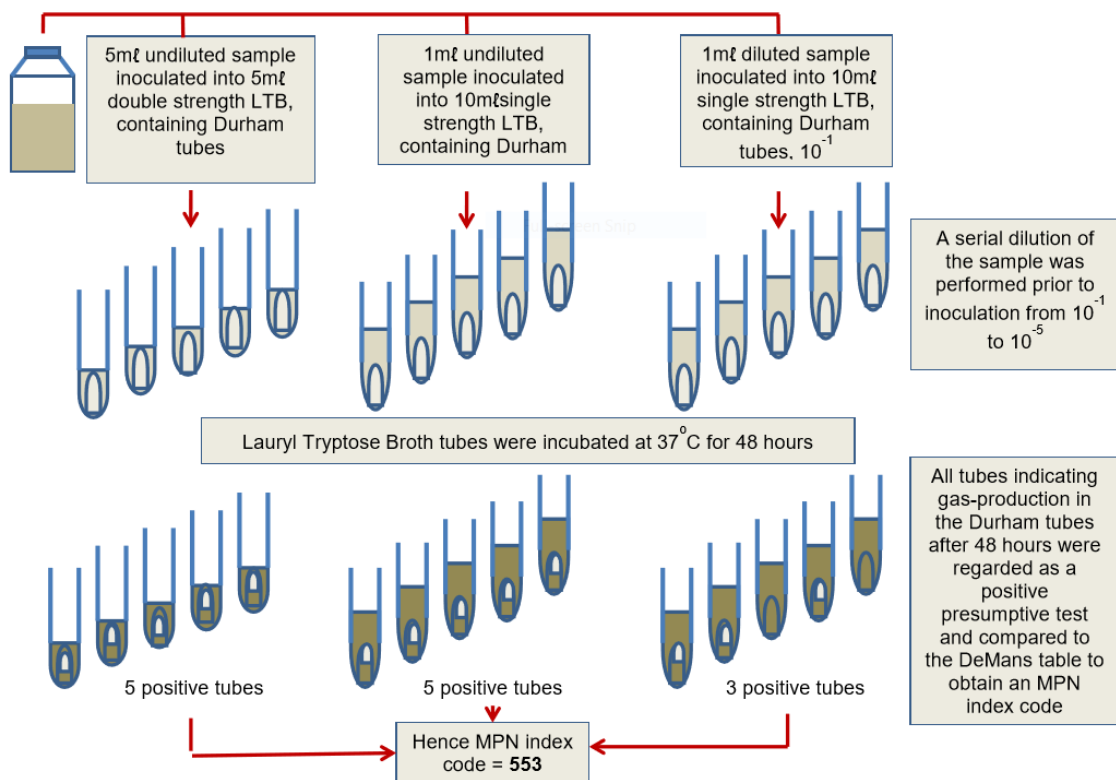 5mℓ undiluted sample
inoculated into 5mℓ
double strength LTB,
containing Durham
tubes
1mℓ undiluted
sample inoculated
into 10mℓsingle
strength LTB,
containing Durham
1mℓ diluted sample
inoculated into 10mℓ
single strength LTB,
containing Durham
tubes, 10⁻¹
A serial dilution of
the sample was
performed prior to
inoculation from 10⁻¹
to 10⁻⁵
Lauryl Tryptose Broth tubes were incubated at 37°C for 48 hours
All tubes indicating
gas-production in
the Durham tubes
after 48 hours were
regarded as a
positive
presumptive test
and compared to
the DeMans table to
obtain an MPN
index code
5 positive tubes
5 positive tubes
3 positive tubes
Hence MPN index
code = 553